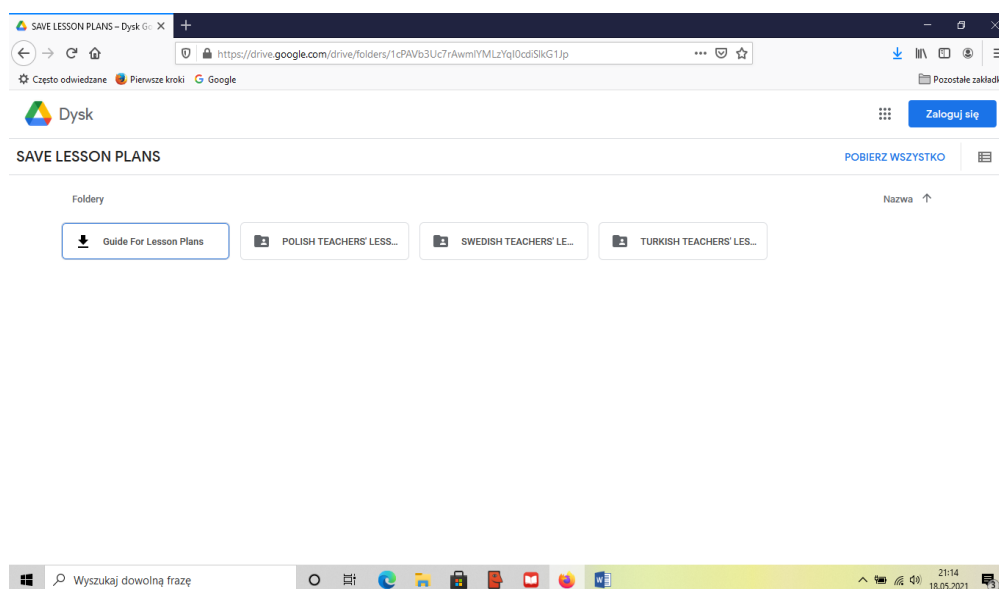 SAVE LESSON PLANS – Dysk Go
https://drive.google.com/drive/folders/1cPAVb3Uc7rAwmlYMLzYqI0cdiSlkG1Jp
Często odwiedzane Pierwsze kroki Google Pozostałe zakładk
Dysk Zaloguj się
SAVE LESSON PLANS POBIERZ WSZYSTKO
Foldery Nazwa
Guide For Lesson Plans POLISH TEACHERS' LESS... SWEDISH TEACHERS' LE... TURKISH TEACHERS' LES...
Wyszukaj dowolną frazę 21:14
18.05.2021 3